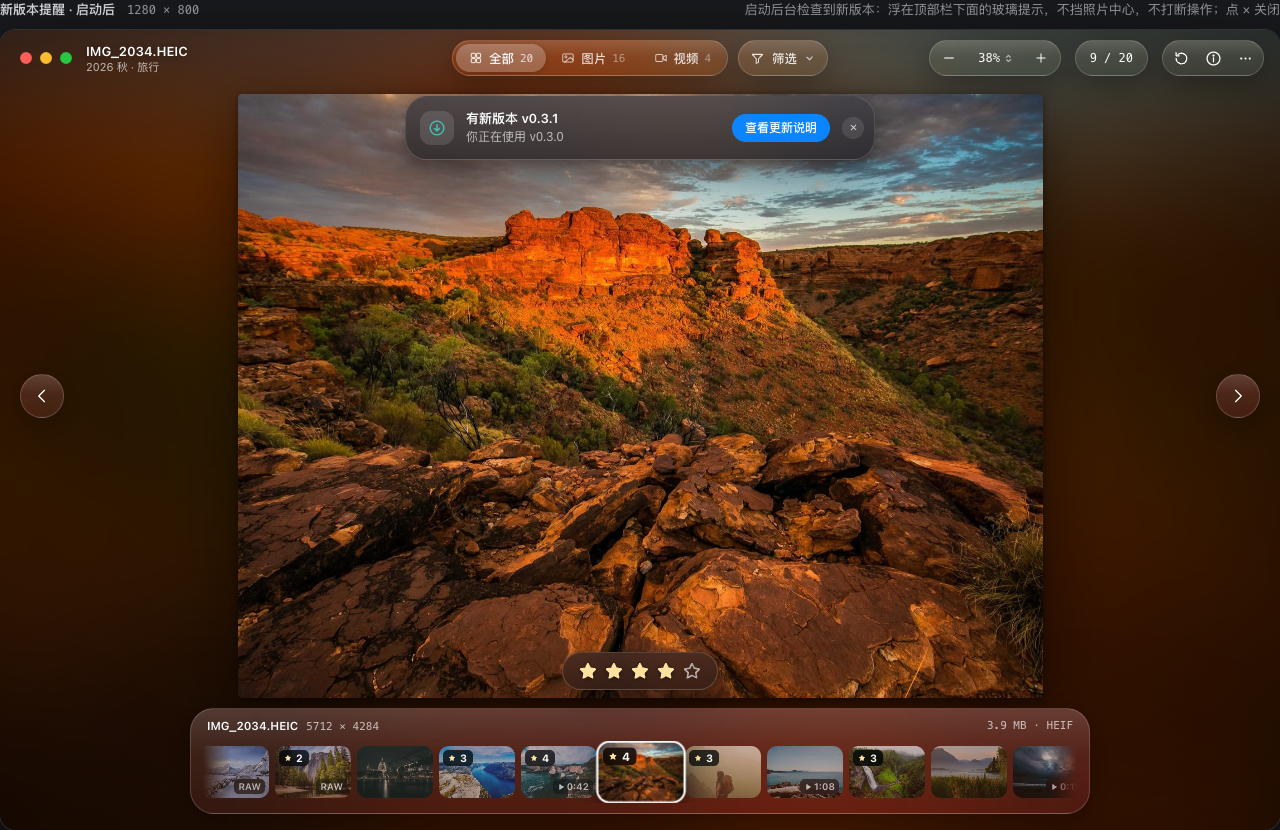 新版本提醒 · 启动后 1280 × 800
启动后台检查到新版本：浮在顶部栏下面的玻璃提示，不挡照片中心，不打断操作；点 × 关闭
IMG_2034.HEIC
2026 秋 · 旅行
全部 20 图片 16 视频 4 筛选
38%
9 / 20
有新版本 v0.3.1
你正在使用 v0.3.0
查看更新说明
IMG_2034.HEIC 5712 × 4284
3.9 MB · HEIF
RAW
2
RAW
3
4
0:42
4
3
1:08
3